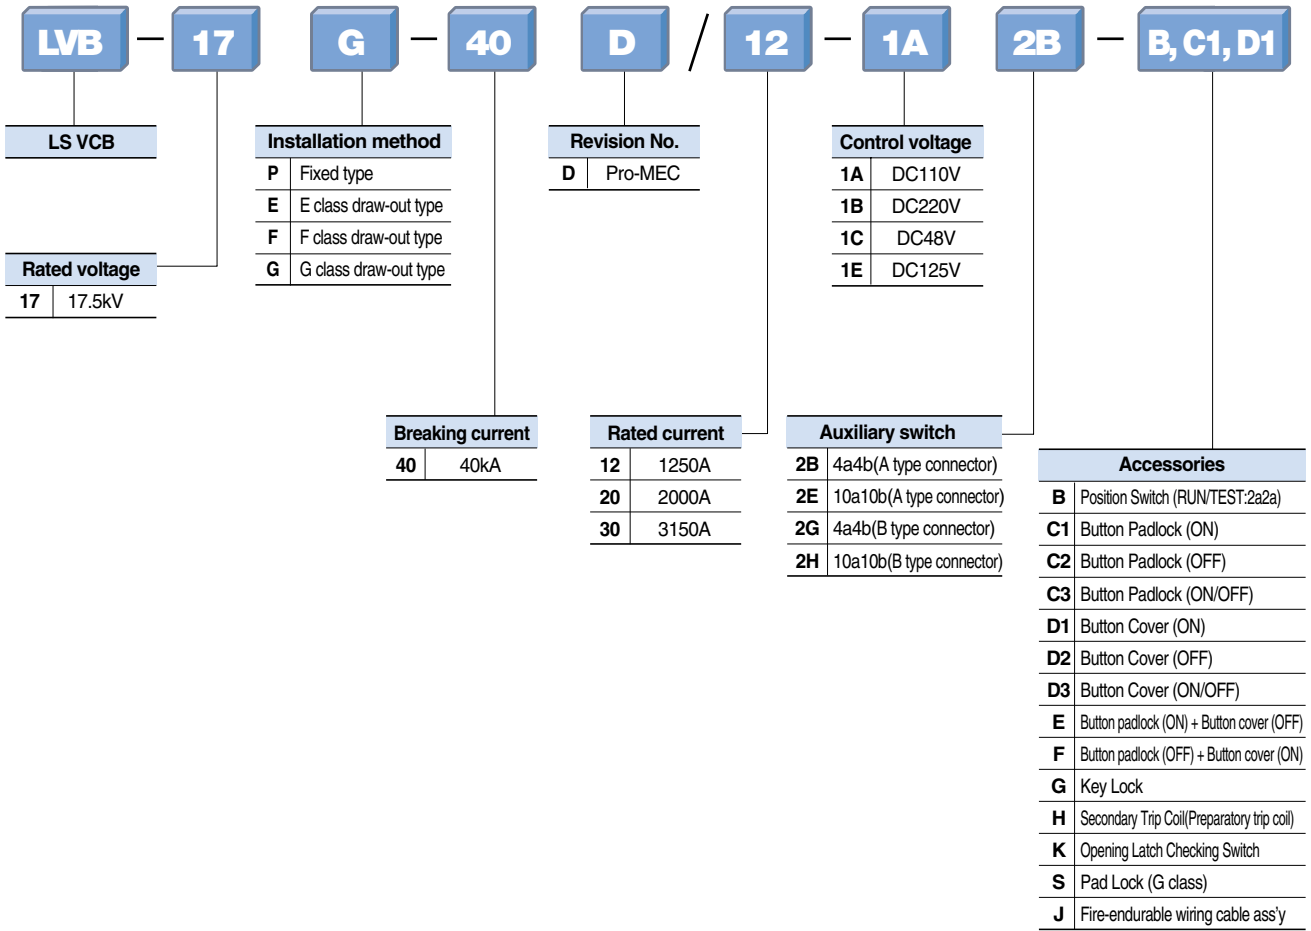 LVB – 17 G – 40 D / 12 – 1A 2B – B, C1, D1
LS VCB
Rated voltage
17 17.5kV
Installation method
P Fixed type
E E class draw-out type
F F class draw-out type
G G class draw-out type
Breaking current
40 40kA
Revision No.
D Pro-MEC
Rated current
12 1250A
20 2000A
30 3150A
Control voltage
1A DC110V
1B DC220V
1C DC48V
1E DC125V
Auxiliary switch
2B 4a4b(A type connector)
2E 10a10b(A type connector)
2G 4a4b(B type connector)
2H 10a10b(B type connector)
Accessories
B Position Switch (RUN/TEST:2a2a)
C1 Button Padlock (ON)
C2 Button Padlock (OFF)
C3 Button Padlock (ON/OFF)
D1 Button Cover (ON)
D2 Button Cover (OFF)
D3 Button Cover (ON/OFF)
E Button padlock (ON) + Button cover (OFF)
F Button padlock (OFF) + Button cover (ON)
G Key Lock
H Secondary Trip Coil(Preparatory trip coil)
K Opening Latch Checking Switch
S Pad Lock (G class)
J Fire-endurable wiring cable ass'y